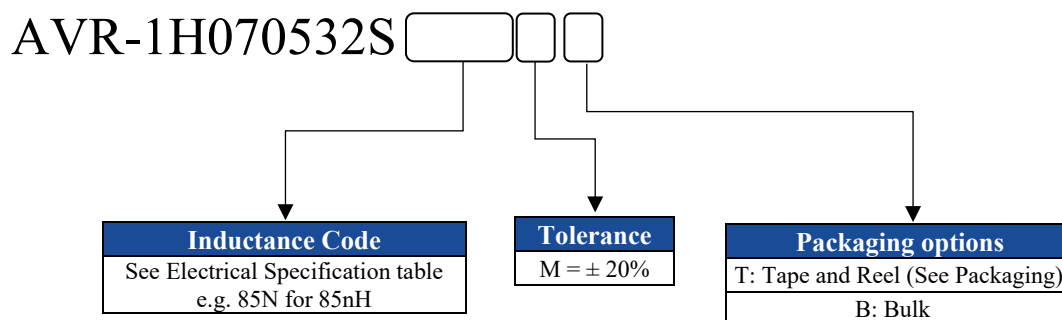 AVR-1H070532S
Inductance Code
See Electrical Specification table
e.g. 85N for 85nH
Tolerance
M = ± 20%
Packaging options
T: Tape and Reel (See Packaging)
B: Bulk